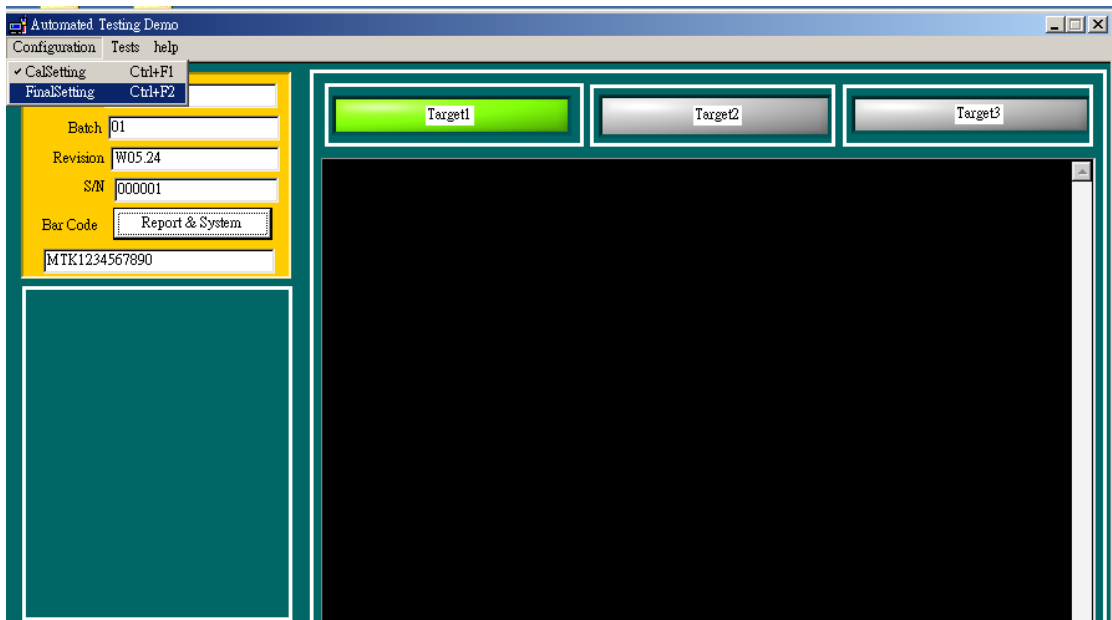 Automated Testing Demo
Configuration Tests help
CalSetting Ctrl+F1
FinalSetting Ctrl+F2
Batch 01
Revision W05.24
S/N 000001
Bar Code Report & System
MTK1234567890
Target1 Target2 Target3